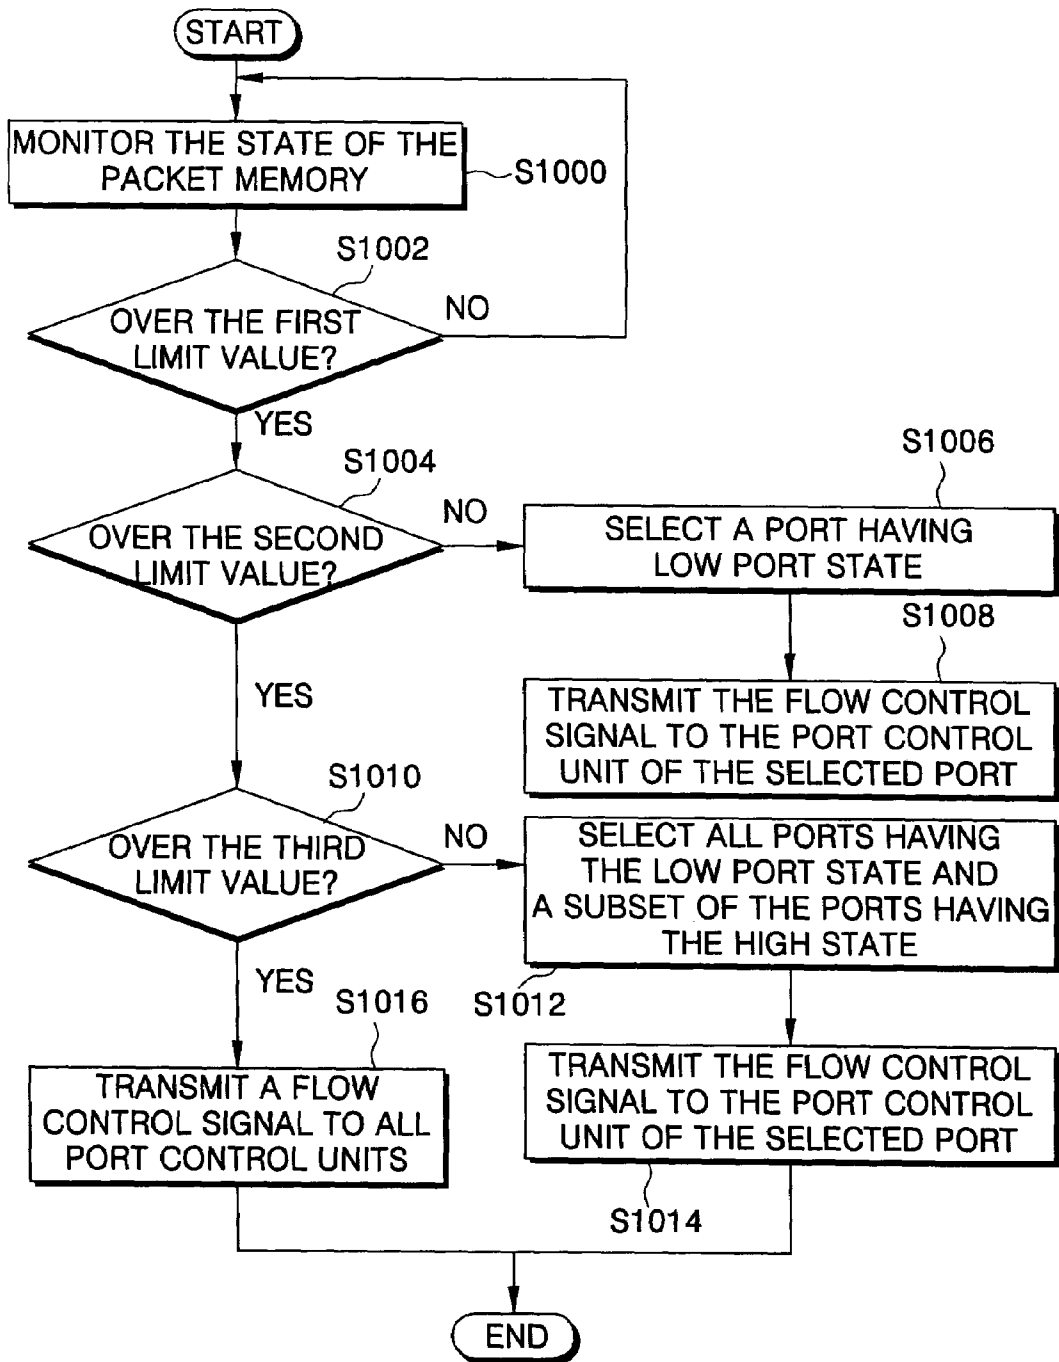 START
MONITOR THE STATE OF THE
PACKET MEMORY
S1000
S1002
OVER THE FIRST
LIMIT VALUE?
NO
YES
S1004
OVER THE SECOND
LIMIT VALUE?
NO
S1006
SELECT A PORT HAVING
LOW PORT STATE
S1008
TRANSMIT THE FLOW CONTROL
SIGNAL TO THE PORT CONTROL
UNIT OF THE SELECTED PORT
YES
S1010
OVER THE THIRD
LIMIT VALUE?
NO
SELECT ALL PORTS HAVING
THE LOW PORT STATE AND
A SUBSET OF THE PORTS HAVING
THE HIGH STATE
S1012
YES
S1016
TRANSMIT A FLOW
CONTROL SIGNAL TO ALL
PORT CONTROL UNITS
TRANSMIT THE FLOW CONTROL
SIGNAL TO THE PORT CONTROL
UNIT OF THE SELECTED PORT
S1014
END